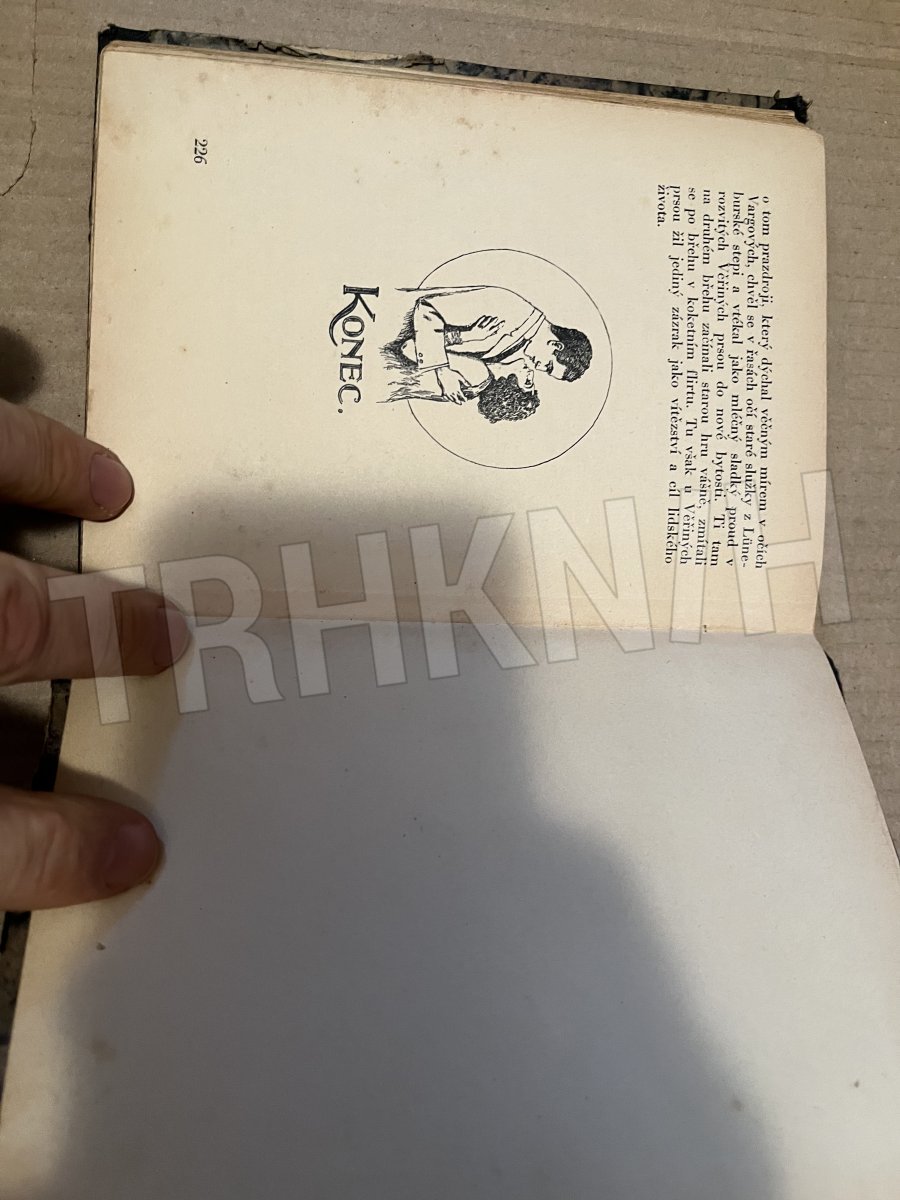 o tom prazdroji, který dýchal věčným mírem v očích
Vargových, chvěl se v řasách očí staré služky z Lüne-
burské stepi a vtékal jako mléčný sladký proud v
rozvitých Věřiných prsou do nové bytosti. Ti tam
na druhém břehu začínali starou hru vášně, zmítali
se po břehu v koketním flirtu. Tu však u Věřiných
prsou žil jediný zázrak jako vítězství a cíl lidského
života.
KONEC.
226
TRHKNIH